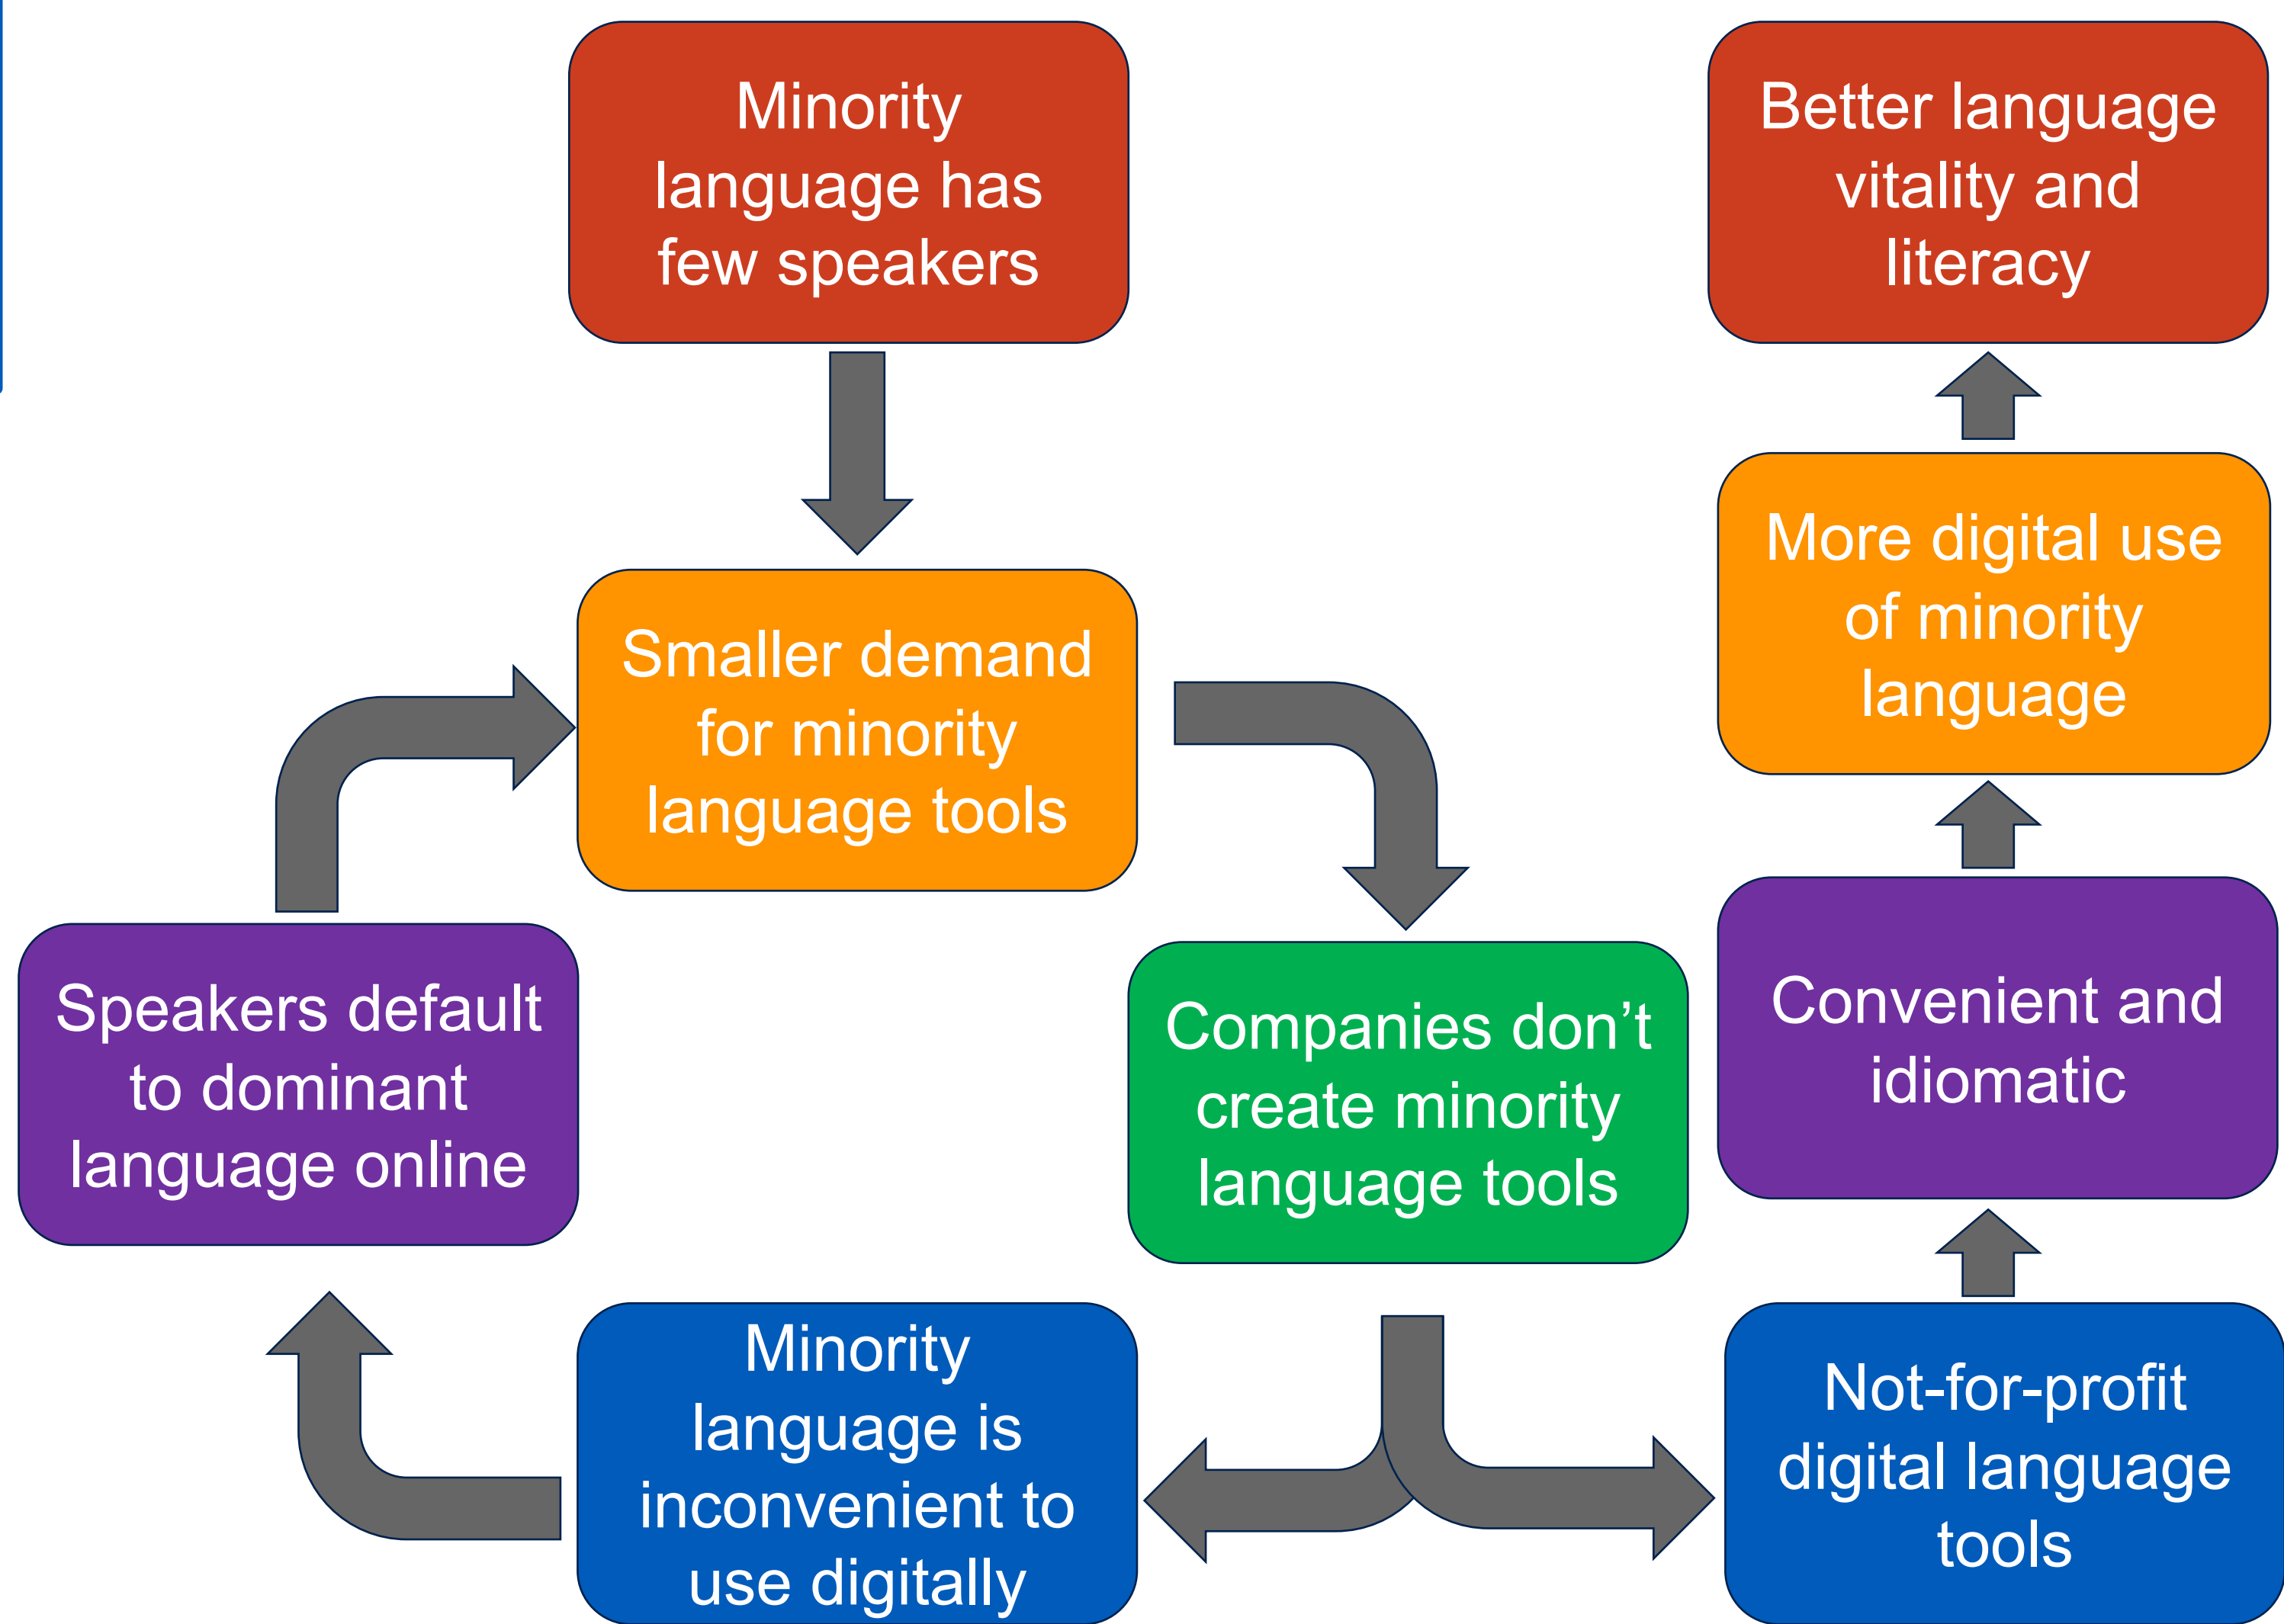 Minority
language has
few speakers
Smaller demand
for minority
language tools
Companies don’t
create minority
language tools
Minority
language is
inconvenient to
use digitally
Speakers default
to dominant
language online
Not-for-profit
digital language
tools
Convenient and
idiomatic
More digital use
of minority
language
Better language
vitality and
literacy